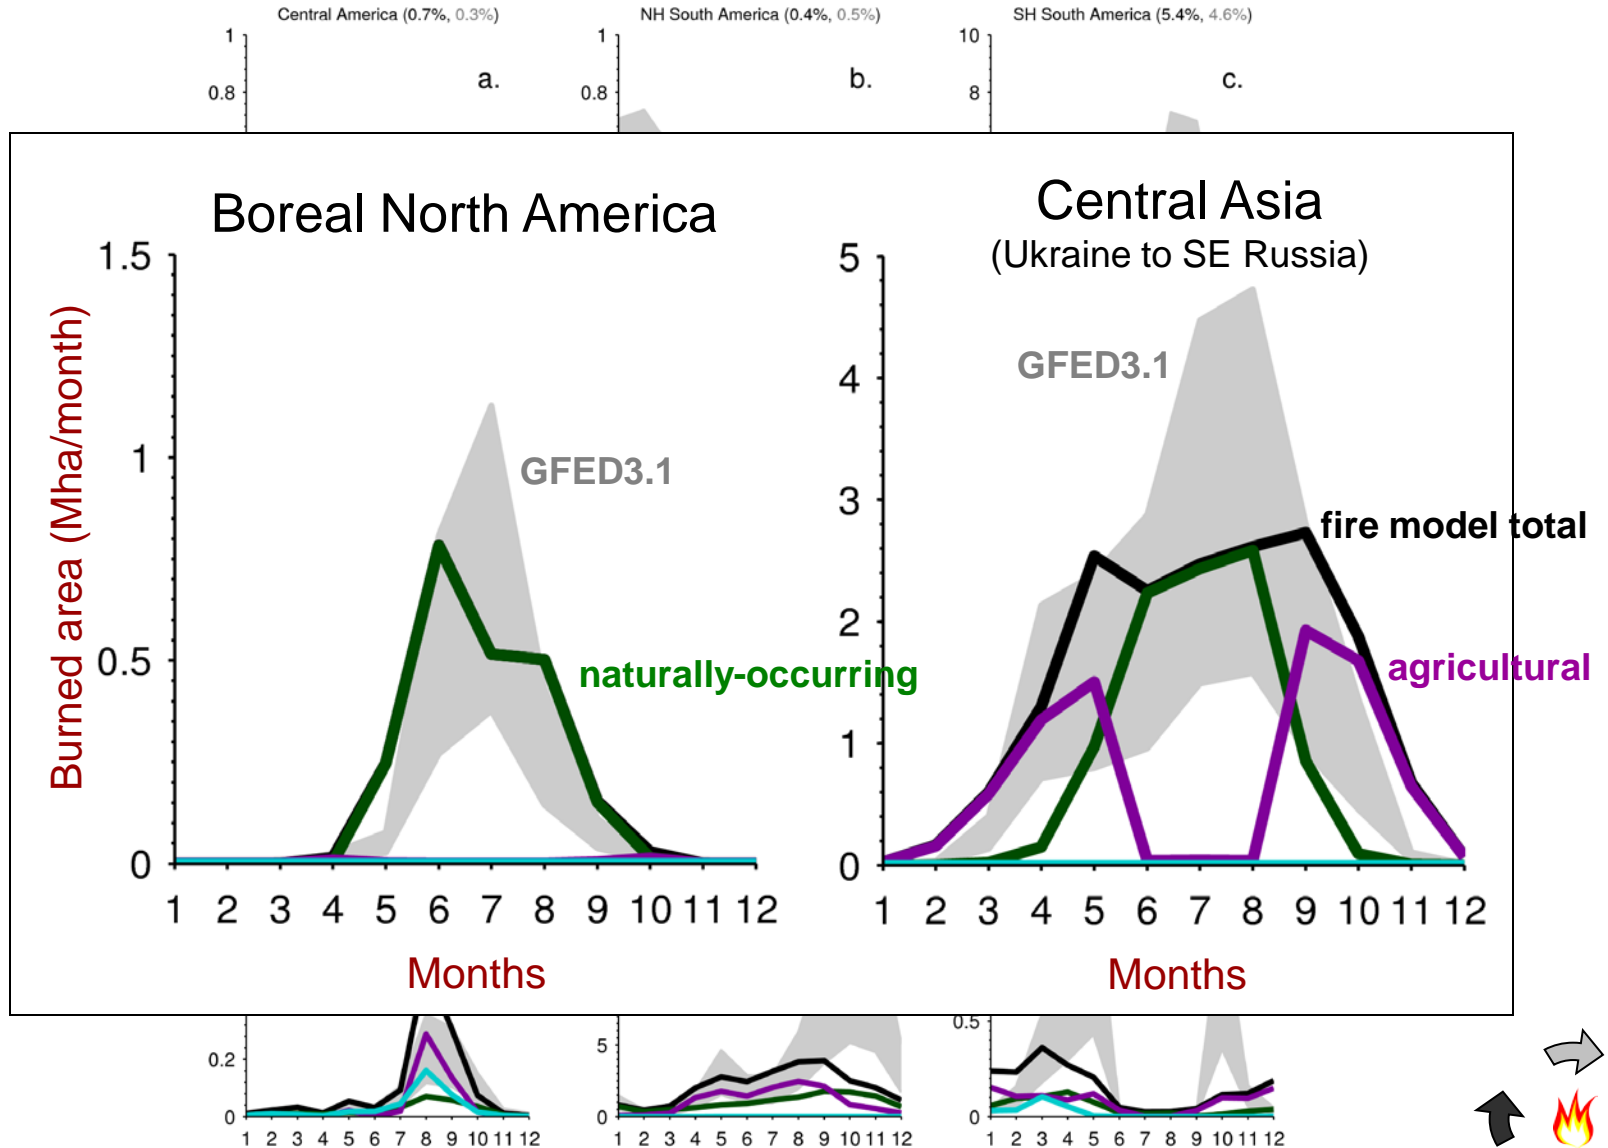 Central America (0.7%, 0.3%)
NH South America (0.4%, 0.5%)
SH South America (5.4%, 4.6%)
1
0.8
a.
1
0.8
b.
10
8
c.
Boreal North America
Central Asia
(Ukraine to SE Russia)
Burned area (Mha/month)
1.5
1
0.5
0
GFED3.1
naturally-occurring
1 2 3 4 5 6 7 8 9 10 11 12
Months
5
4
3
2
1
0
GFED3.1
fire model total
agricultural
1 2 3 4 5 6 7 8 9 10 11 12
Months
0.2
0
1 2 3 4 5 6 7 8 9 10 11 12
5
0
1 2 3 4 5 6 7 8 9 10 11 12
0.5
0
1 2 3 4 5 6 7 8 9 10 11 12